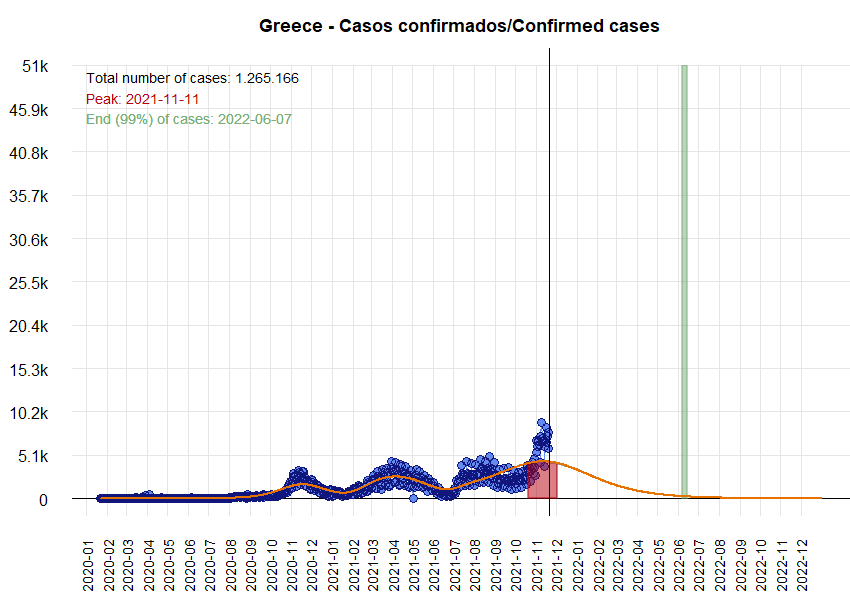 Greece - Casos confirmados/Confirmed cases
Total number of cases: 1.265.166
Peak: 2021-11-11
End (99%) of cases: 2022-06-07
51k
45.9k
40.8k
35.7k
30.6k
25.5k
20.4k
15.3k
10.2k
5.1k
0
2020-01
2020-02
2020-03
2020-04
2020-05
2020-06
2020-07
2020-08
2020-09
2020-10
2020-11
2020-12
2021-01
2021-02
2021-03
2021-04
2021-05
2021-06
2021-07
2021-08
2021-09
2021-10
2021-11
2021-12
2022-01
2022-02
2022-03
2022-04
2022-05
2022-06
2022-07
2022-08
2022-09
2022-10
2022-11
2022-12